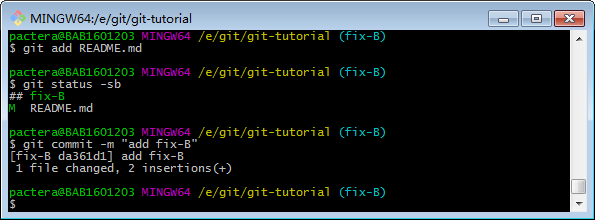 MINGW64:/e/git/git-tutorial
pactera@BAB1601203 MINGW64 /e/git/git-tutorial (fix-B)
$ git add README.md
pactera@BAB1601203 MINGW64 /e/git/git-tutorial (fix-B)
$ git status -sb
## fix-B
M  README.md
pactera@BAB1601203 MINGW64 /e/git/git-tutorial (fix-B)
$ git commit -m "add fix-B"
[fix-B da361d1] add fix-B
 1 file changed, 2 insertions(+)
pactera@BAB1601203 MINGW64 /e/git/git-tutorial (fix-B)
$